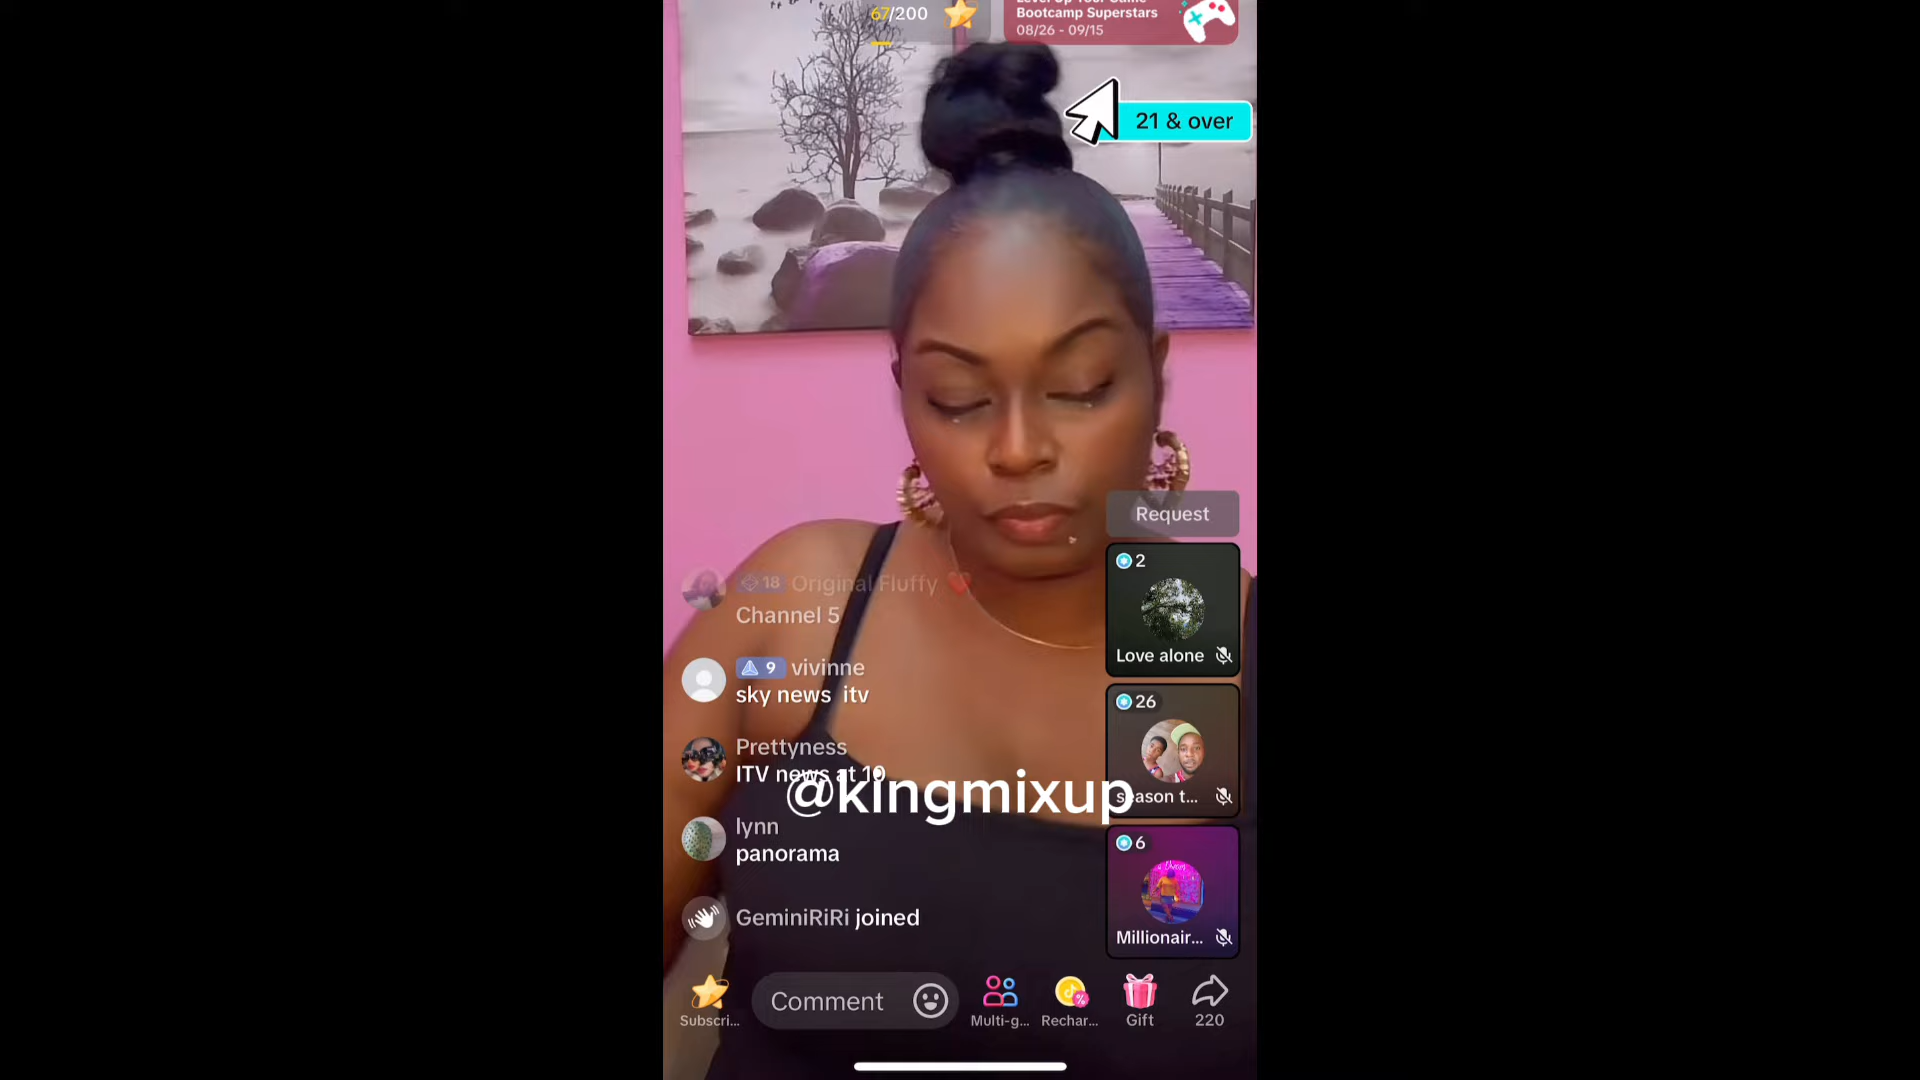 67/200
Bootcamp Superstars
08/26 - 09/15
21 & over
Request
2
Love alone
18 Original Fluffy ❤️
Channel 5
9 vivinne
sky news itv
26
season t...
Prettyness
ITV news at 10
@kingmixup
lynn
panorama
6
Millionair...
GeminiRiRi joined
Subscri...
Comment
Multi-g...
Rechar...
Gift
220